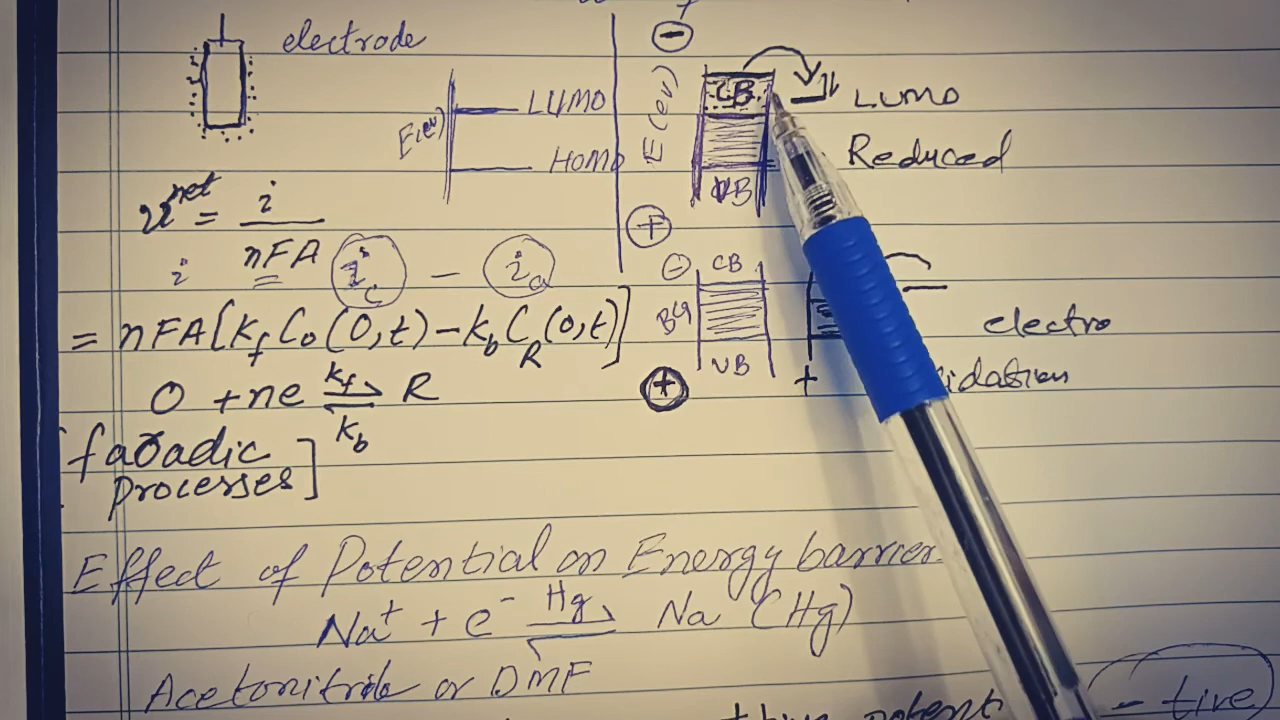 electrode
E(ev)
LUMO
HOMO
⊖
E(ev)
CB
LUMO
Reduced
VB
⊕
u^net = i / nFA
i i_c - i_a
= nFA[K_f C_O (0,t) - k_b C_R (0,t)]
O + ne ⇌ R
k_f
k_b
[faradic
processes]
⊖ CB
VB
⊕
+
electro
idation
Effect of Potential on Energy barrier.
Na⁺ + e⁻ ⇌ Na (Hg)
Hg
Acetonitrile or DMF
potent
- tive)